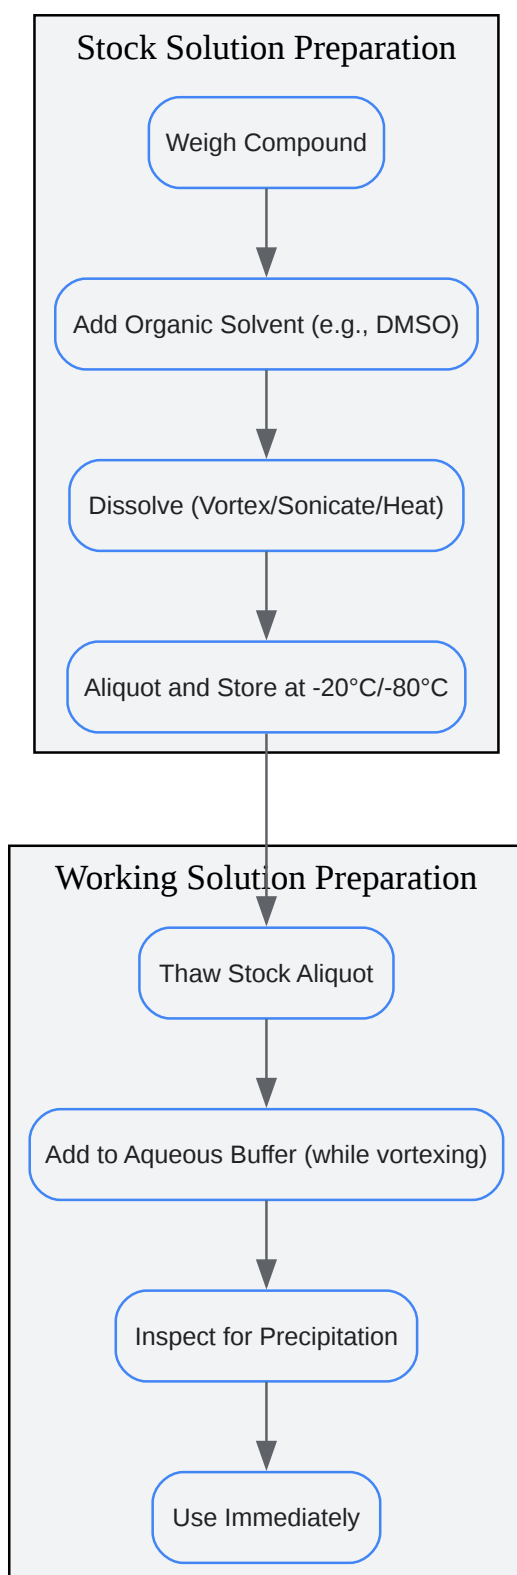 Stock Solution Preparation
Weigh Compound
Add Organic Solvent (e.g., DMSO)
Dissolve (Vortex/Sonicate/Heat)
Aliquot and Store at -20°C/-80°C
Working Solution Preparation
Thaw Stock Aliquot
Add to Aqueous Buffer (while vortexing)
Inspect for Precipitation
Use Immediately